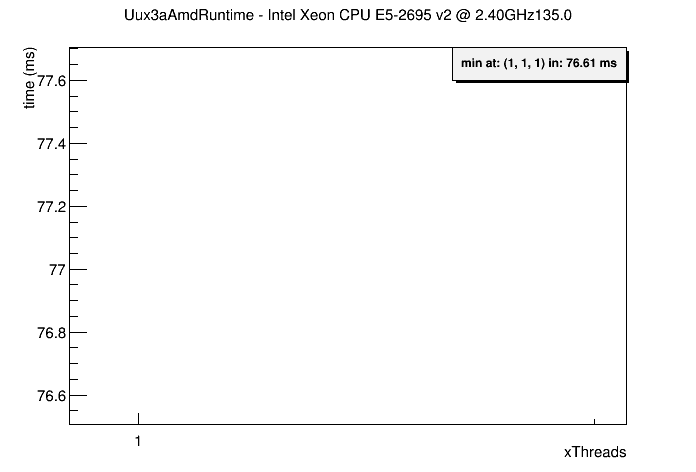 Uux3aAmdRuntime - Intel Xeon CPU E5-2695 v2 @ 2.40GHz135.0
time (ms)
min at: (1, 1, 1) in: 76.61 ms
77.6
77.4
77.2
77
76.8
76.6
1
xThreads